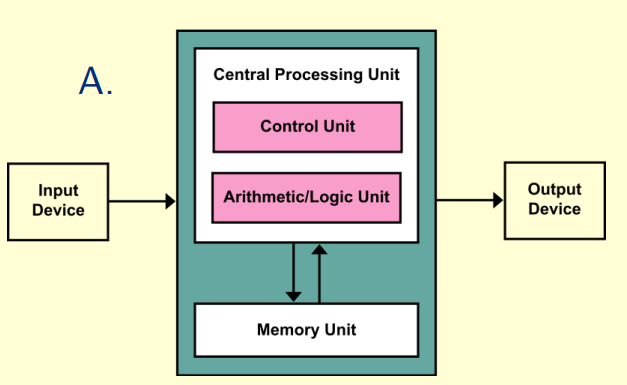 A.
Central Processing Unit
Control Unit
Arithmetic/Logic Unit
Input
Device
Output
Device
Memory Unit